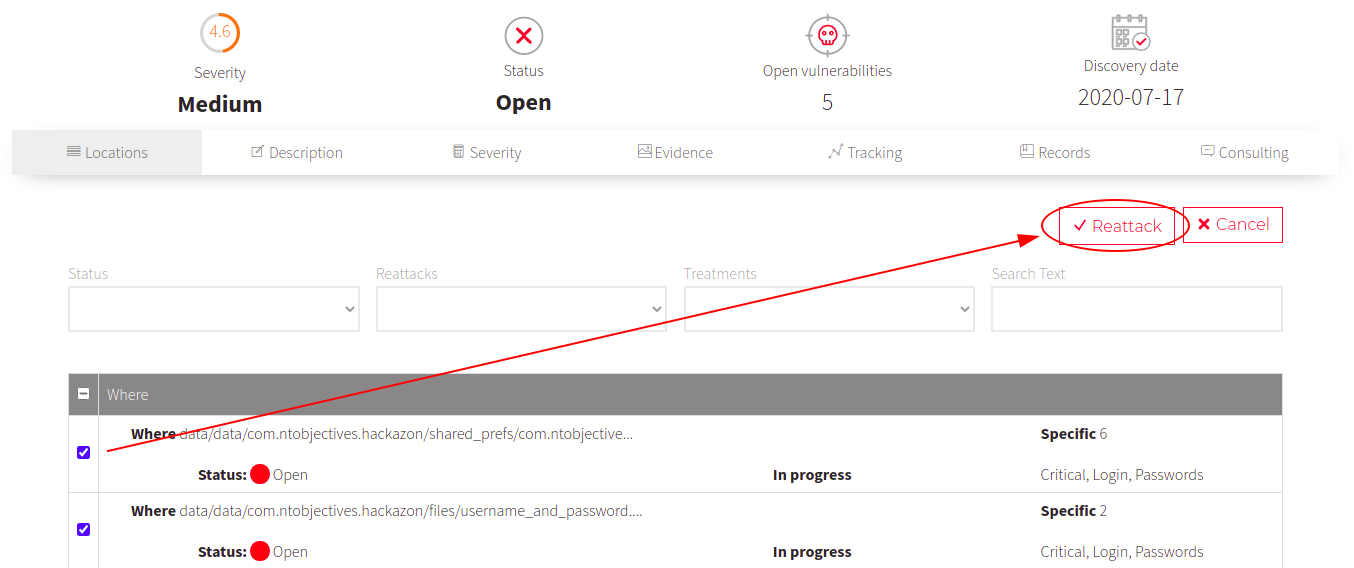 4.6
Severity
Medium
Status
Open
Open vulnerabilities
5
Discovery date
2020-07-17
Locations Description Severity Evidence Tracking Records Consulting
Reattack Cancel
Status Reattacks Treatments Search Text
Where
Where data/data/com.ntobjectives.hackazon/shared_prefs/com.ntobjective... Specific 6
Status: Open In progress Critical, Login, Passwords
Where data/data/com.ntobjectives.hackazon/files/username_and_password.... Specific 2
Status: Open In progress Critical, Login, Passwords